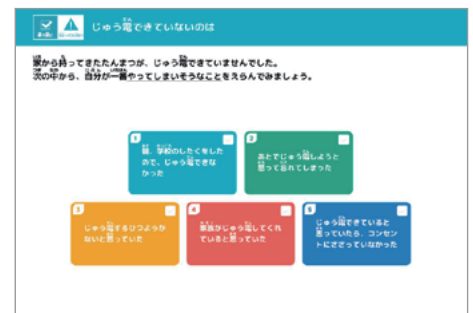 じゅう電できていないのは
家から持ってきたたんまつが、じゅう電できていませんでした。
次の中から、自分が一番やってしまいそうなことをえらんでみましょう。
1
朝、学校のしたくをした
ので、じゅう電できな
かった
2
あとでじゅう電しようと
思って忘れてしまった
3
じゅう電するひつようが
ないと思っていた
4
家族がじゅう電してくれ
ていると思っていた
5
じゅう電できていると
思っていたら、コンセン
トにささっていなかった